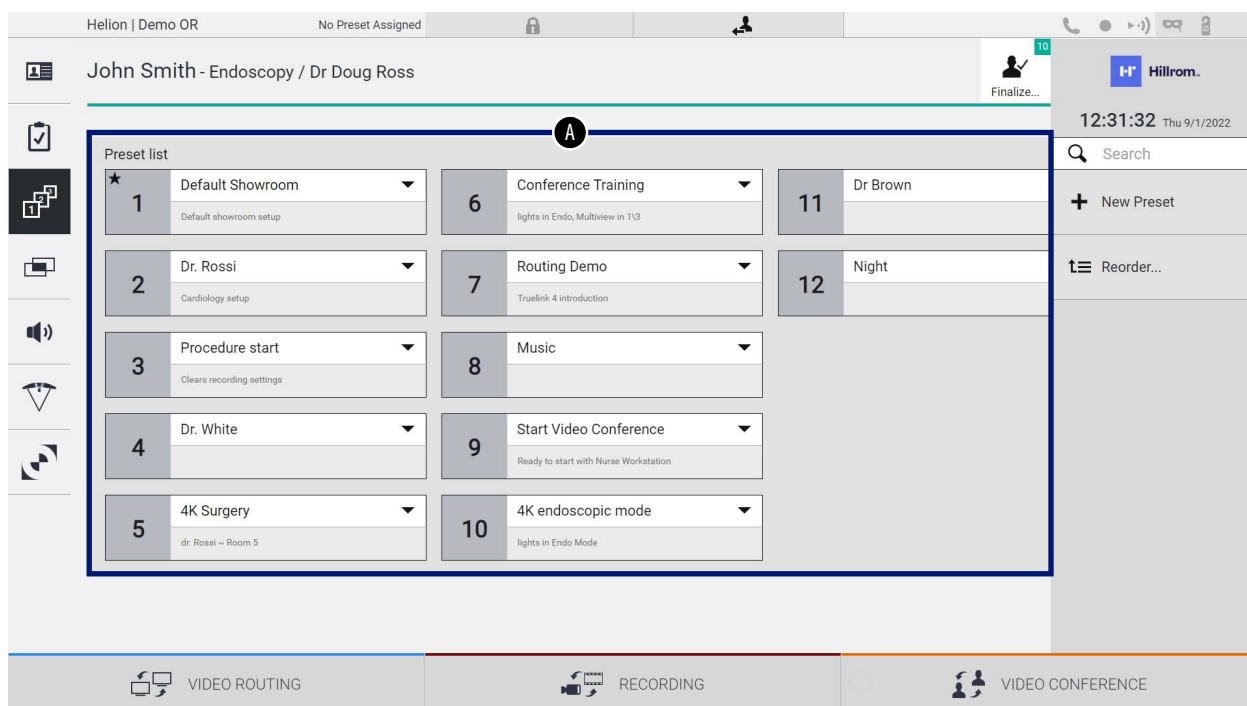 Helion | Demo OR
No Preset Assigned
10
John Smith - Endoscopy / Dr Doug Ross
Finalize...
Hillrom™
12:31:32 Thu 9/1/2022
A
Preset list
Search
1
Default Showroom
Default showroom setup
2
Dr. Rossi
Cardiology setup
3
Procedure start
Clears recording settings
4
Dr. White
5
4K Surgery
dr. Rossi ~ Room 5
6
Conference Training
lights in Endo, Multiview in 1\3
7
Routing Demo
Truelink 4 introduction
8
Music
9
Start Video Conference
Ready to start with Nurse Workstation
10
4K endoscopic mode
lights in Endo Mode
11
Dr Brown
12
Night
New Preset
Reorder...
VIDEO ROUTING
RECORDING
VIDEO CONFERENCE